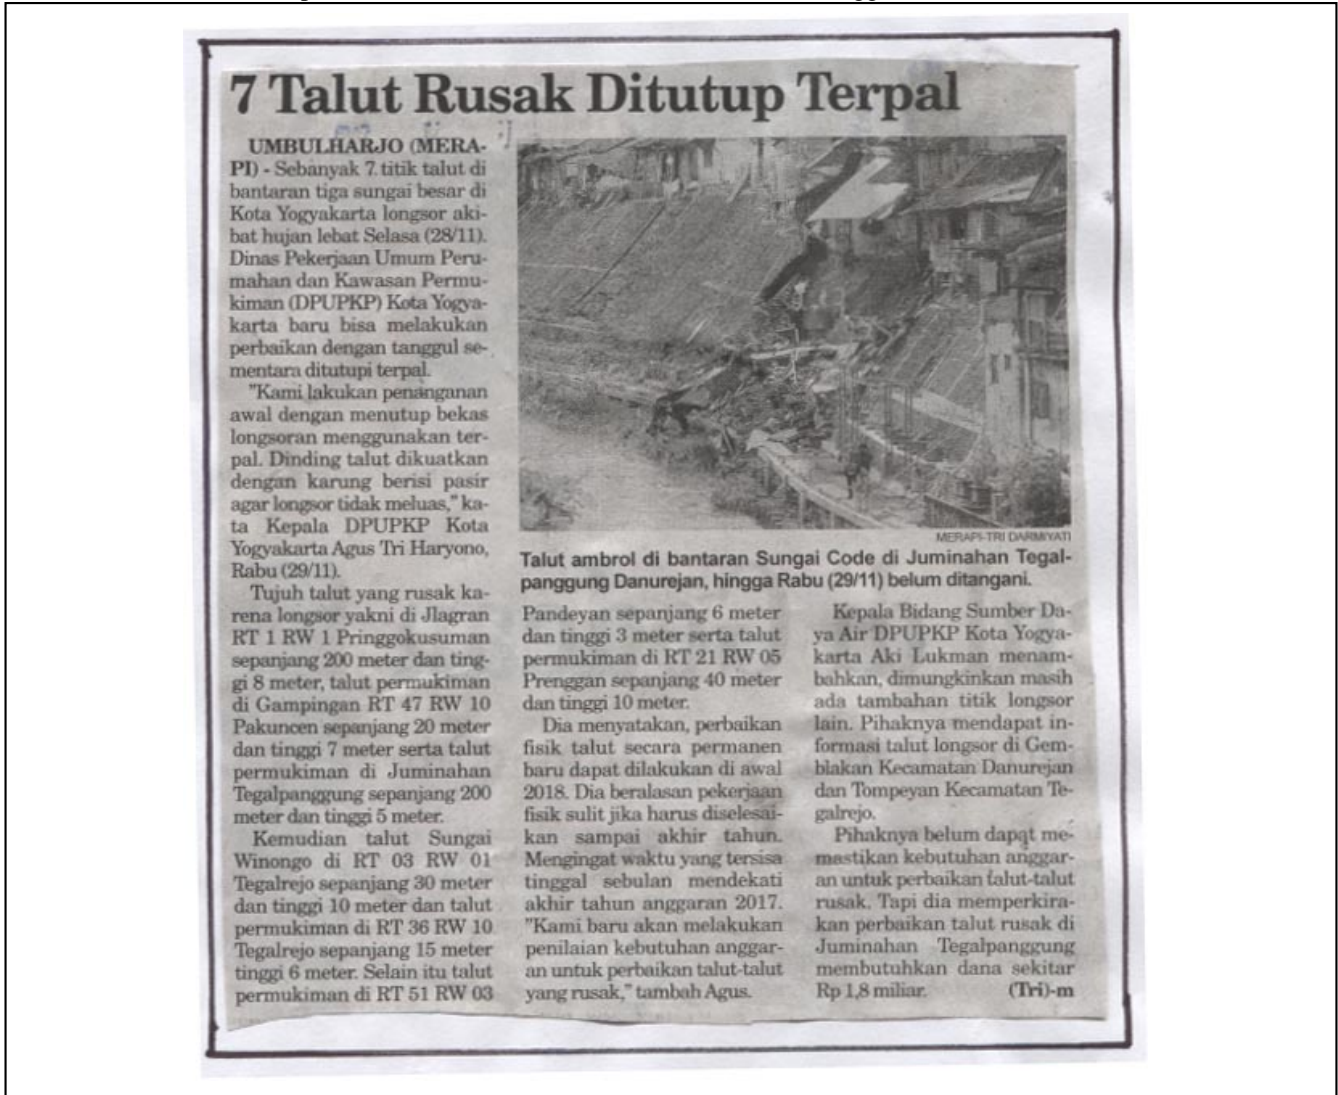 7 Talut Rusak Ditutup Terpal
UMBULHARJO (MERA-
PI) - Sebanyak 7 titik talut di
bantaran tiga sungai besar di
Kota Yogyakarta longsor aki-
bat hujan lebat Selasa (28/11).
Dinas Pekerjaan Umum Peru-
mahan dan Kawasan Permu-
kiman (DPUPKP) Kota Yogya-
karta baru bisa melakukan
perbaikan dengan tanggul se-
mentara ditutupi terpal.
"Kami lakukan penanganan
awal dengan menutup bekas
longsoran menggunakan ter-
pal. Dinding talut dikuatkan
dengan karung berisi pasir
agar longsor tidak meluas," ka-
ta Kepala DPUPKP Kota
Yogyakarta Agus Tri Haryono,
Rabu (29/11).
Tujuh talut yang rusak ka-
rena longsor yakni di Jlagran
RT 1 RW 1 Pringgokusuman
sepanjang 200 meter dan ting-
gi 8 meter, talut permukiman
di Gampingan RT 47 RW 10
Pakuncen sepanjang 20 meter
dan tinggi 7 meter serta talut
permukiman di Juminahan
Tegalpanggung sepanjang 200
meter dan tinggi 5 meter.
Kemudian talut Sungai
Winongo di RT 03 RW 01
Tegalrejo sepanjang 30 meter
dan tinggi 10 meter dan talut
permukiman di RT 36 RW 10
Tegalrejo sepanjang 15 meter
tinggi 6 meter. Selain itu talut
permukiman di RT 51 RW 03
MERAPI-TRI DARMIYATI
Talut ambrol di bantaran Sungai Code di Juminahan Tegal-
panggung Danurejan, hingga Rabu (29/11) belum ditangani.
Pandeyan sepanjang 6 meter
dan tinggi 3 meter serta talut
permukiman di RT 21 RW 05
Prenggan sepanjang 40 meter
dan tinggi 10 meter.
Dia menyatakan, perbaikan
fisik talut secara permanen
baru dapat dilakukan di awal
2018. Dia beralasan pekerjaan
fisik sulit jika harus diselesai-
kan sampai akhir tahun.
Mengingat waktu yang tersisa
tinggal sebulan mendekati
akhir tahun anggaran 2017.
"Kami baru akan melakukan
penilaian kebutuhan anggar-
an untuk perbaikan talut-talut
yang rusak," tambah Agus.
Kepala Bidang Sumber Da-
ya Air DPUPKP Kota Yogya-
karta Aki Lukman menam-
bahkan, dimungkinkan masih
ada tambahan titik longsor
lain. Pihaknya mendapat in-
formasi talut longsor di Gem-
blakan Kecamatan Danurejan
dan Tompeyan Kecamatan Te-
galrejo.
Pihaknya belum dapat me-
mastikan kebutuhan anggar-
an untuk perbaikan talut-talut
rusak. Tapi dia memperkira-
kan perbaikan talut rusak di
Juminahan Tegalpanggung
membutuhkan dana sekitar
Rp 1,8 miliar. (Tri)-m